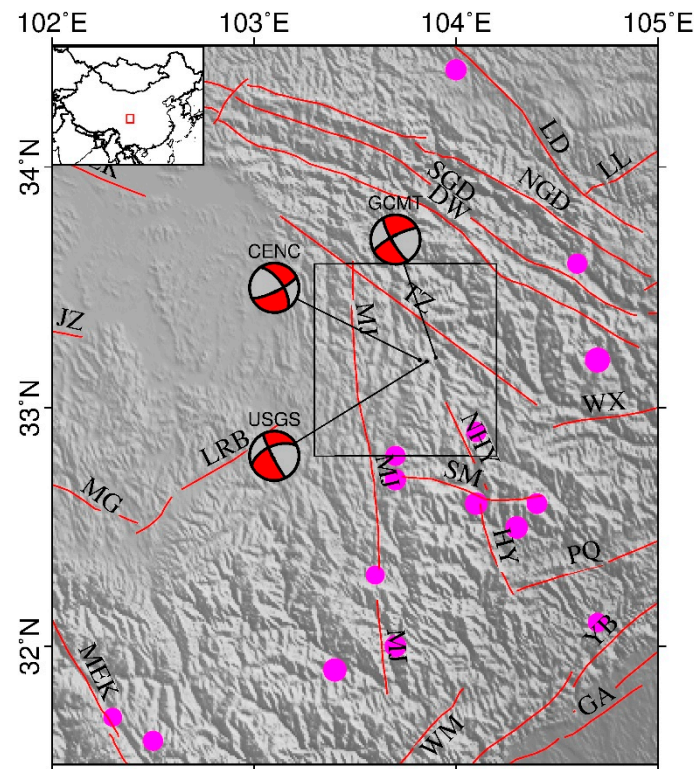 102˚E
103˚E
104˚E
105˚E
34˚N
33˚N
32˚N
LD
LL
SGD
NGD
DW
GCMT
CENC
TZ
MJ
JZ
WX
USGS
LRB
NHY
MJ
SM
MG
HY
PQ
YB
MJ
MEK
GA
WM